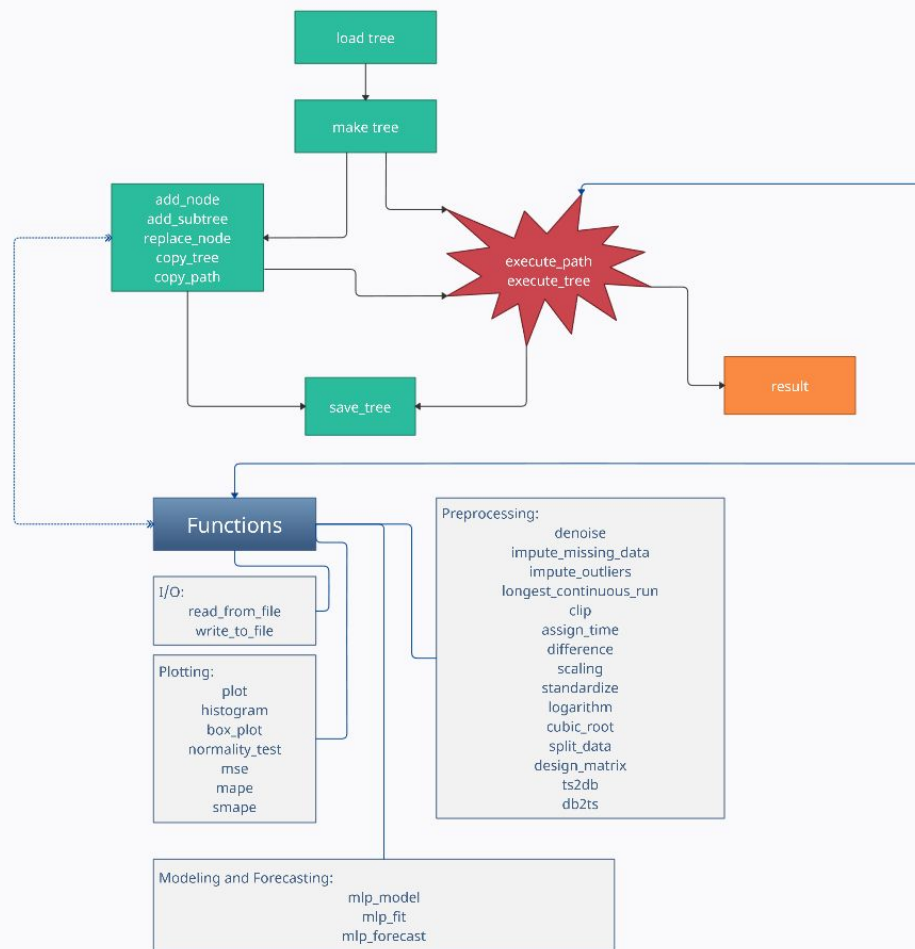 load tree
make tree
add_node
add_subtree
replace_node
copy_tree
copy_path
execute_path
execute_tree
save_tree
result
Functions
I/O:
read_from_file
write_to_file
Plotting:
plot
histogram
box_plot
normality_test
mse
mape
smape
Preprocessing:
denoise
impute_missing_data
impute_outliers
longest_continuous_run
clip
assign_time
difference
scaling
standardize
logarithm
cubic_root
split_data
design_matrix
ts2db
db2ts
Modeling and Forecasting:
mlp_model
mlp_fit
mlp_forecast